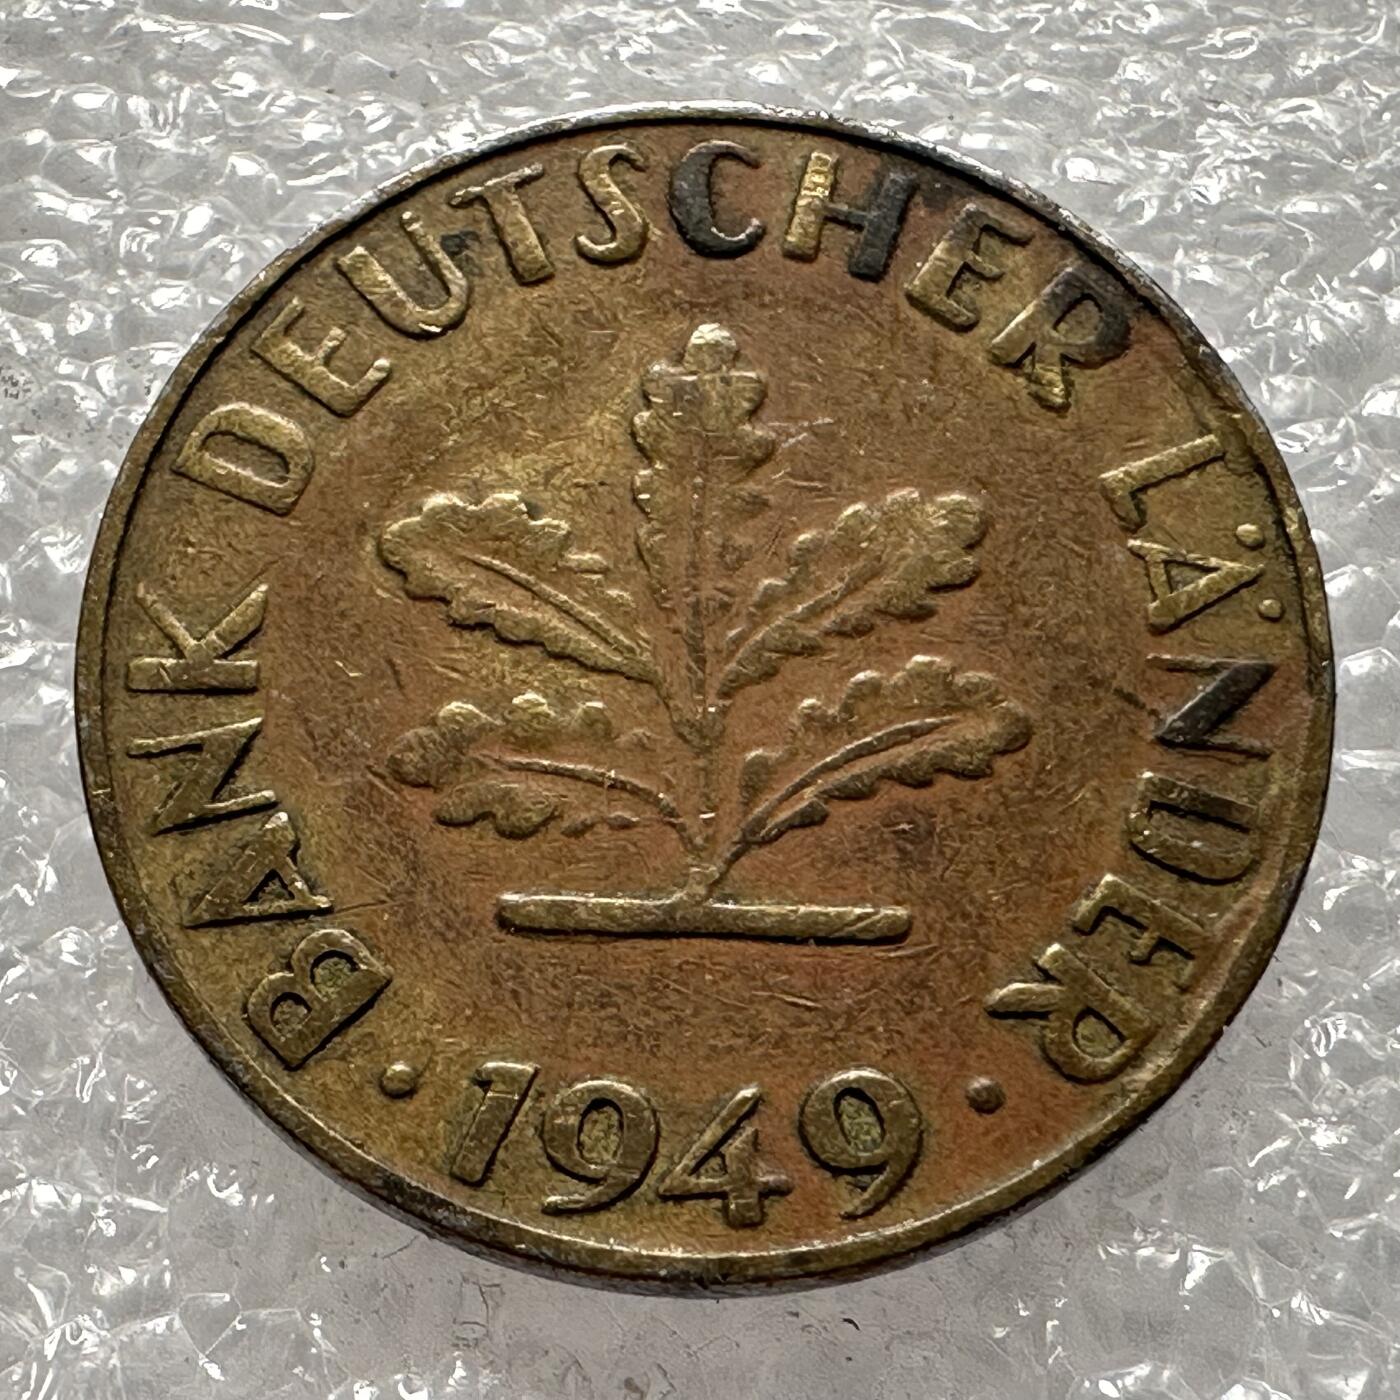 BANK DEUTSCHER LÄNDER
· 1949 ·